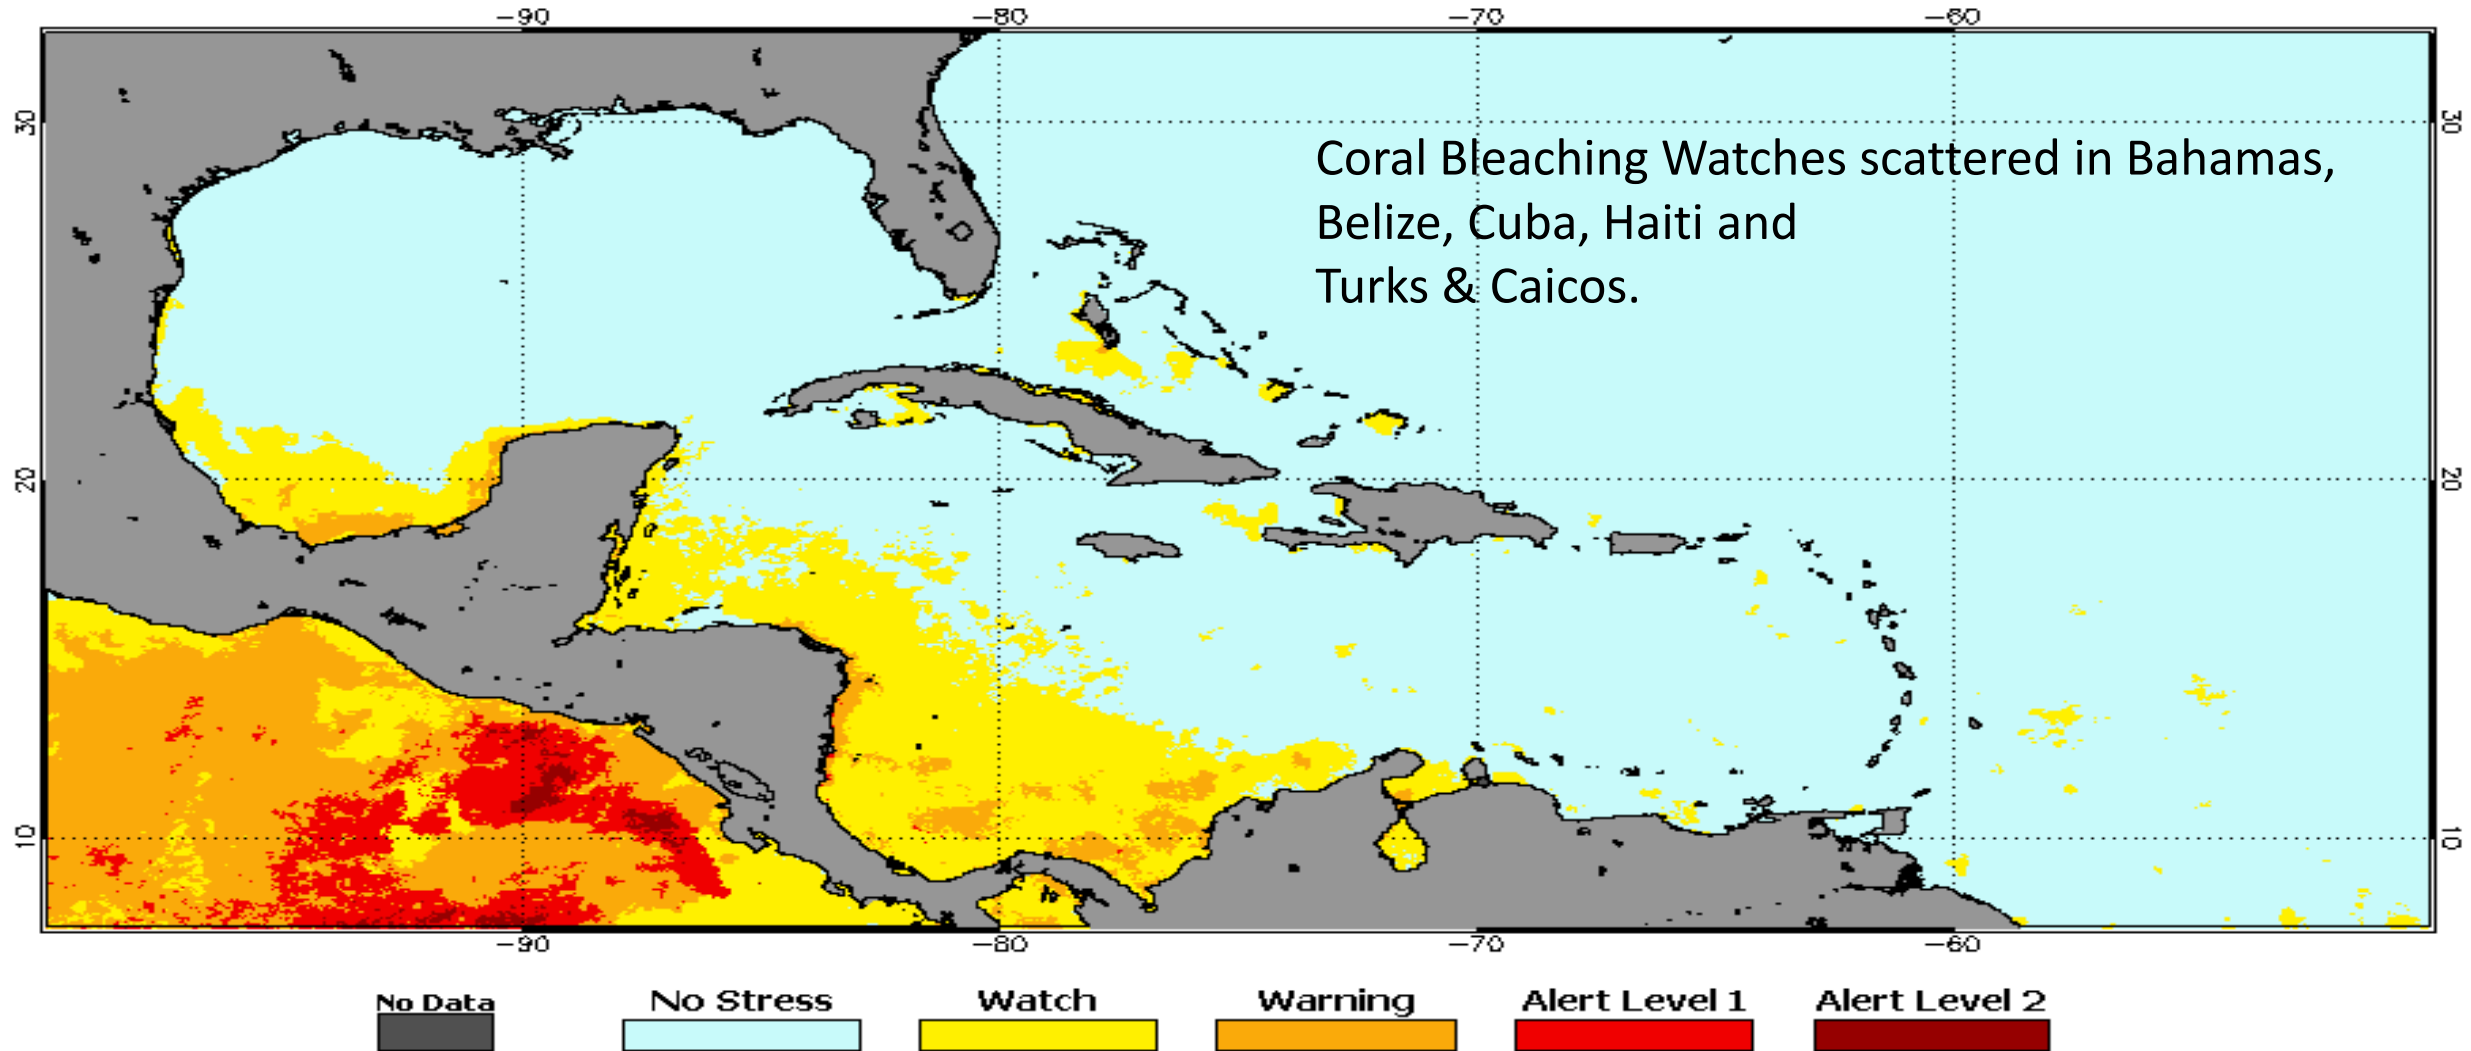 −90 −80 −70 −60
30 30
Coral Bleaching Watches scattered in Bahamas,
Belize, Cuba, Haiti and
Turks & Caicos.
20 20
10 10
−90 −80 −70 −60
No Data No Stress Watch Warning Alert Level 1 Alert Level 2